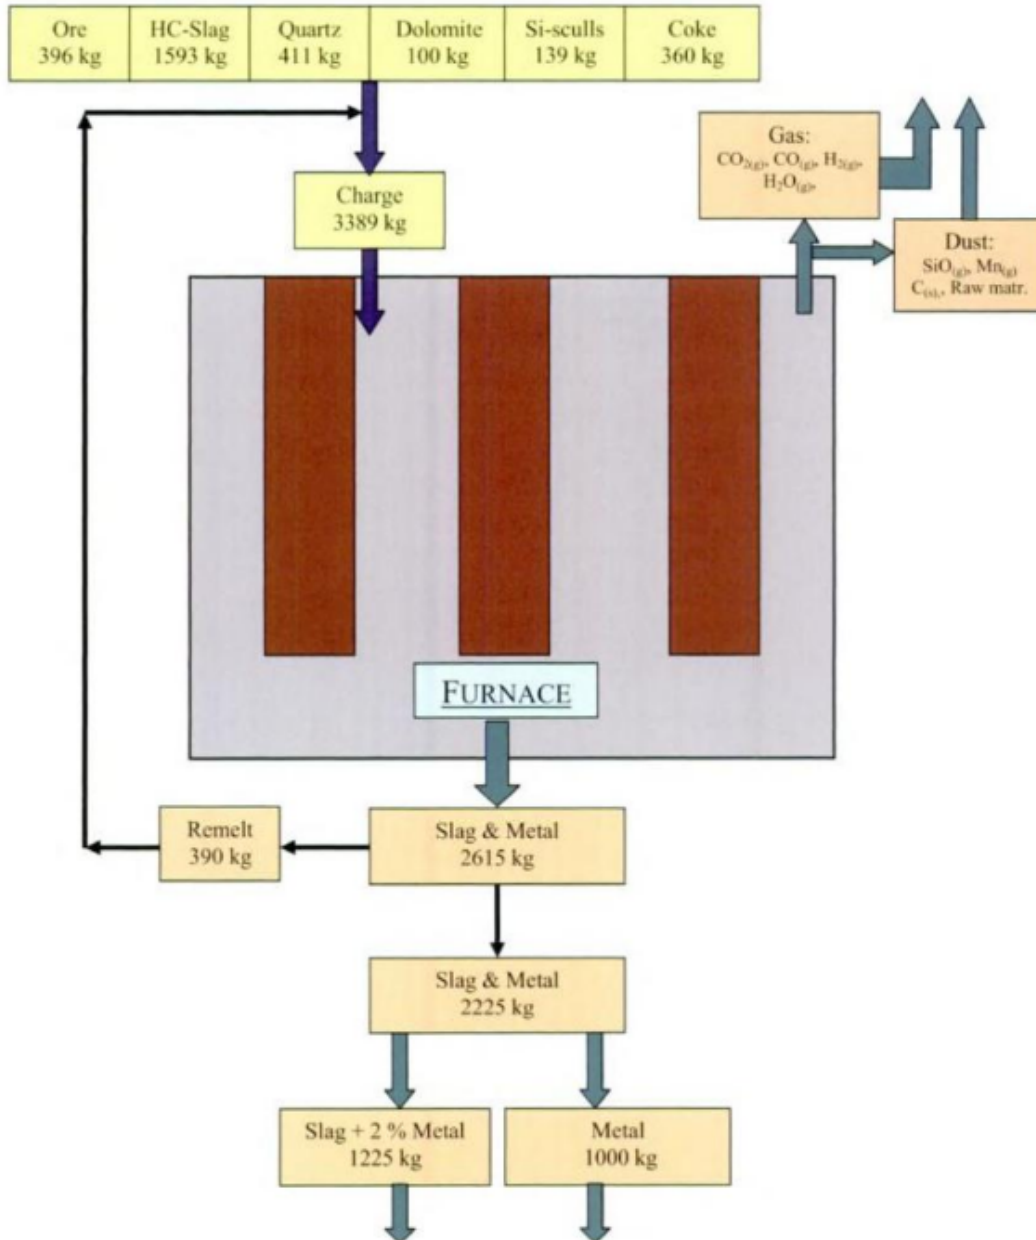 Ore
396 kg
HC-Slag
1593 kg
Quartz
411 kg
Dolomite
100 kg
Si-sculls
139 kg
Coke
360 kg
Charge
3389 kg
Gas:
CO2(g), CO(g), H2(g),
H2O(g),
Dust:
SiO(g), Mn(g)
C(s),, Raw matr.
FURNACE
Remelt
390 kg
Slag & Metal
2615 kg
Slag & Metal
2225 kg
Slag + 2 % Metal
1225 kg
Metal
1000 kg